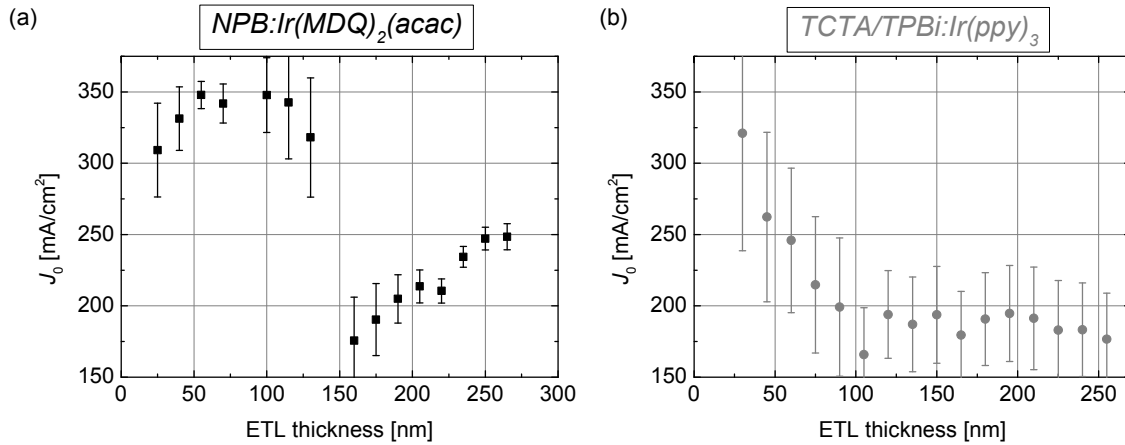 (a)
NPB:Ir(MDQ)₂(acac)
350
300
250
200
150
J₀ [mA/cm²]
0 50 100 150 200 250 300
ETL thickness [nm]
(b)
TCTA/TPBi:Ir(ppy)₃
350
300
250
200
150
J₀ [mA/cm²]
0 50 100 150 200 250
ETL thickness [nm]